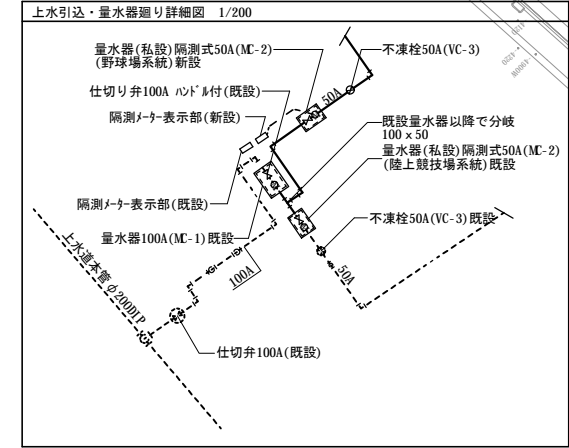 上水引込・量水器廻り詳細図 1/200
量水器(私設)隔測式50A(MC-2)
(野球場系統)新設
仕切り弁100A ﾊﾝﾄﾞﾙ付(既設)
隔測ﾒｰﾀｰ表示部(新設)
不凍栓50A(VC-3)
50A
既設量水器以降で分岐
100×50
量水器(私設)隔測式50A(MC-2)
(陸上競技場系統)既設
隔測ﾒｰﾀｰ表示部(既設)
量水器100A(MC-1)既設
不凍栓50A(VC-3)既設
100A
50A
上水道本管φ200DIP
仕切弁100A(既設)